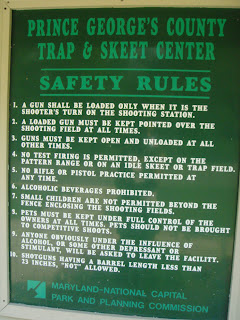 PRINCE GEORGE'S COUNTY
TRAP & SKEET CENTER
SAFETY RULES
1. A GUN SHALL BE LOADED ONLY WHEN IT IS THE
SHOOTER'S TURN ON THE SHOOTING STATION.
2. A LOADED GUN MUST BE KEPT POINTED OVER THE
SHOOTING FIELD AT ALL TIMES.
3. GUNS MUST BE KEPT OPEN AND UNLOADED AT ALL
OTHER TIMES.
4. NO TEST FIRING IS PERMITTED, EXCEPT ON THE
PATTERN RANGE OR ON AN IDLE SKEET OR TRAP FIELD.
5. NO RIFLE OR PISTOL PRACTICE PERMITTED AT
ANY TIME.
6. ALCOHOLIC BEVERAGES PROHIBITED.
7. SMALL CHILDREN ARE NOT PERMITTED BEYOND THE
FENCE ENCLOSING THE SHOOTING FIELDS.
8. PETS MUST BE KEPT UNDER FULL CONTROL OF THE
OWNERS AT ALL TIMES. PETS SHOULD NOT BE BROUGHT
TO COMPETITIVE SHOOTS.
9. ANYONE OBVIOUSLY UNDER THE INFLUENCE OF
ALCOHOL, OR SOME OTHER DEPRESSANT OR
STIMULANT, WILL BE ASKED TO LEAVE THE FACILITY.
10. SHOTGUNS HAVING A BARREL LENGTH LESS THAN
25 INCHES, "NOT" ALLOWED.
MARYLAND-NATIONAL CAPITAL
PARK AND PLANNING COMMISSION